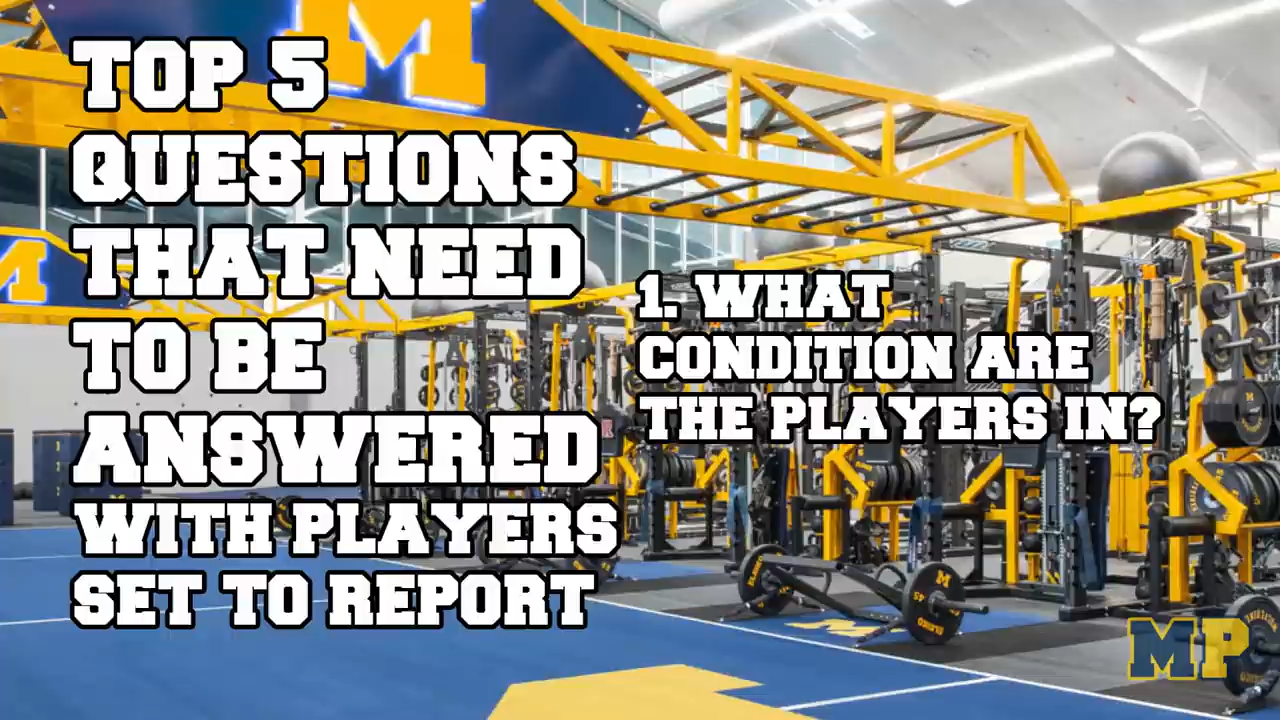 M
TOP 5
QUESTIONS
THAT NEED
TO BE
ANSWERED
WITH PLAYERS
SET TO REPORT
1. WHAT
CONDITION ARE
THE PLAYERS IN?
M
M
M
45
MP